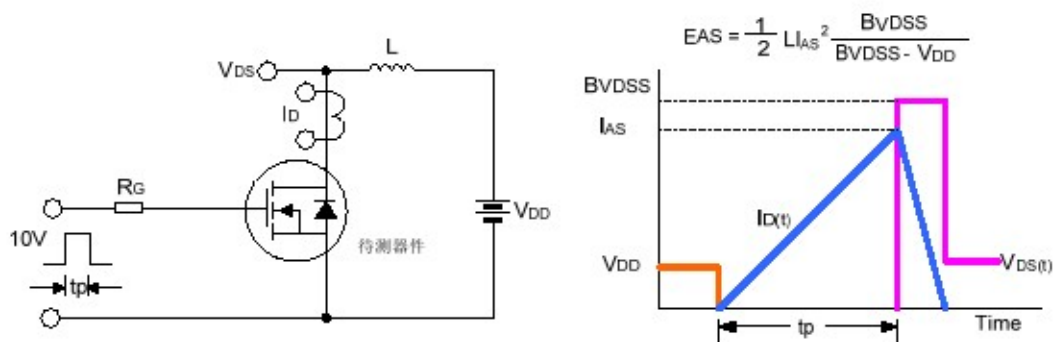 VDS
L
ID
RG
10V
tp
VDD
待测器件
EAS = 1/2 LIAS² BVDSS/(BVDSS - VDD)
BVDSS
IAS
ID(t)
VDD
VDS(t)
tp
Time